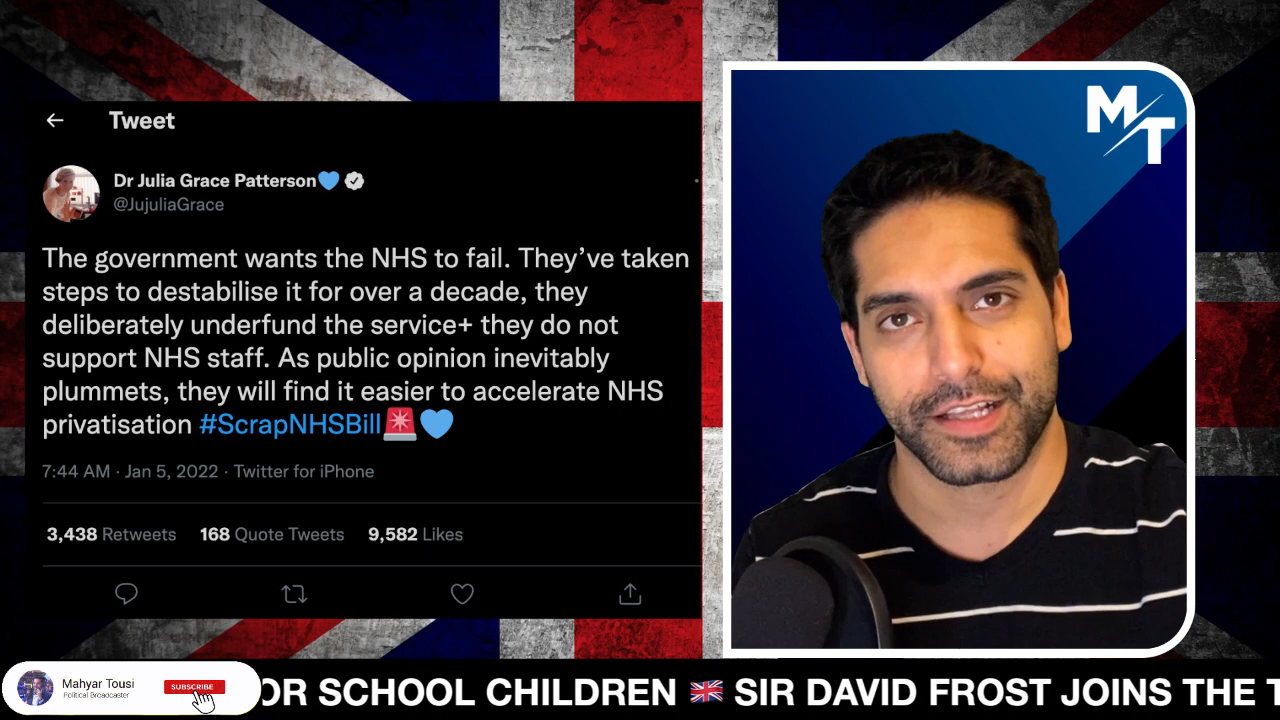 Tweet
Dr Julia Grace Patterson💙
@JujuliaGrace
The government wants the NHS to fail. They've taken
steps to destabilise it for over a decade, they
deliberately underfund the service+ they do not
support NHS staff. As public opinion inevitably
plummets, they will find it easier to accelerate NHS
privatisation #ScrapNHSBill🚨💙
7:44 AM · Jan 5, 2022 · Twitter for iPhone
3,438 Retweets 168 Quote Tweets 9,582 Likes
MT
Mahyar Tousi
Political Broadcaster
SUBSCRIBE
OR SCHOOL CHILDREN 🇬🇧 SIR DAVID FROST JOINS THE